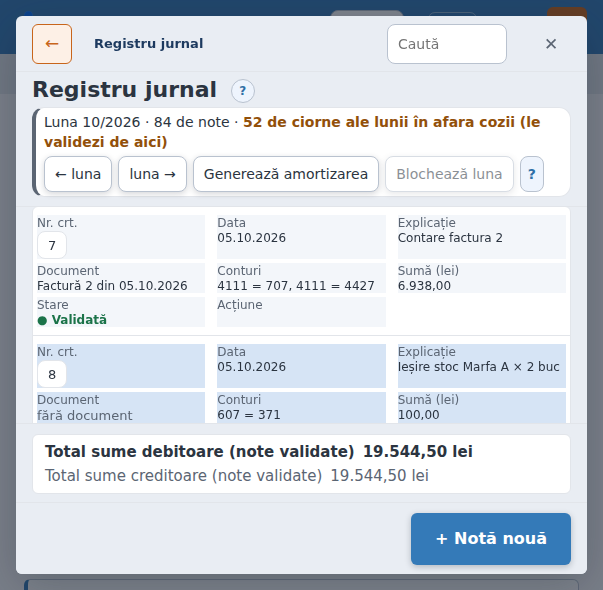 ← Registru jurnal Caută ✕
Registru jurnal ?
Luna 10/2026 · 84 de note · 52 de ciorne ale lunii în afara cozii (le
validezi de aici)
← luna luna → Generează amortizarea Blochează luna ?
Nr. crt. Data Explicație
7 05.10.2026 Contare factura 2
Document Conturi Sumă (lei)
Factură 2 din 05.10.2026 4111 = 707, 4111 = 4427 6.938,00
Stare Acțiune
● Validată
Nr. crt. Data Explicație
8 05.10.2026 Ieșire stoc Marfa A × 2 buc
Document Conturi Sumă (lei)
fără document 607 = 371 100,00
Total sume debitoare (note validate) 19.544,50 lei
Total sume creditoare (note validate) 19.544,50 lei
+ Notă nouă